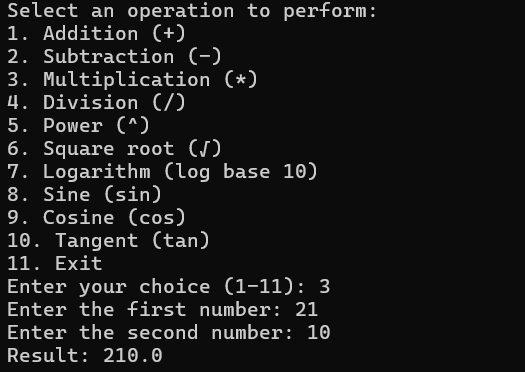 Select an operation to perform:
1. Addition (+)
2. Subtraction (-)
3. Multiplication (*)
4. Division (/)
5. Power (^)
6. Square root (√)
7. Logarithm (log base 10)
8. Sine (sin)
9. Cosine (cos)
10. Tangent (tan)
11. Exit
Enter your choice (1-11): 3
Enter the first number: 21
Enter the second number: 10
Result: 210.0